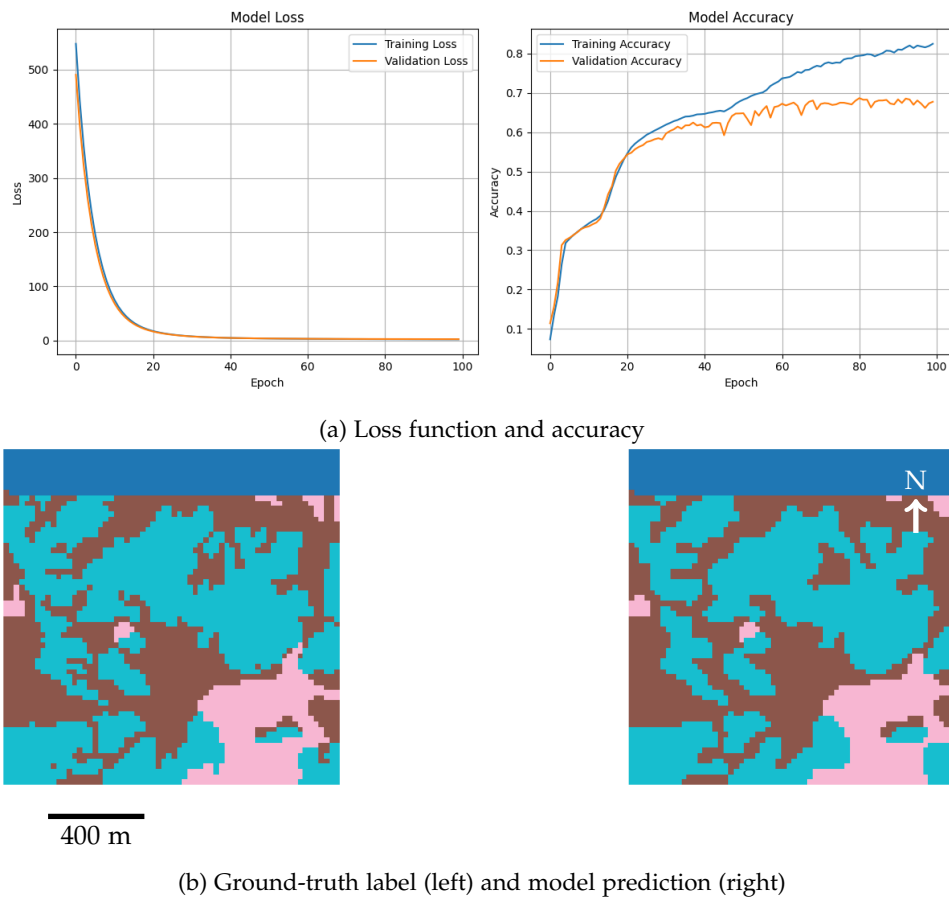 Model Loss
Training Loss
Validation Loss
500
400
300
200
100
0
Loss
0 20 40 60 80 100
Epoch
Model Accuracy
Training Accuracy
Validation Accuracy
0.8
0.7
0.6
0.5
0.4
0.3
0.2
0.1
Accuracy
0 20 40 60 80 100
Epoch
(a) Loss function and accuracy
N
400 m
(b) Ground-truth label (left) and model prediction (right)